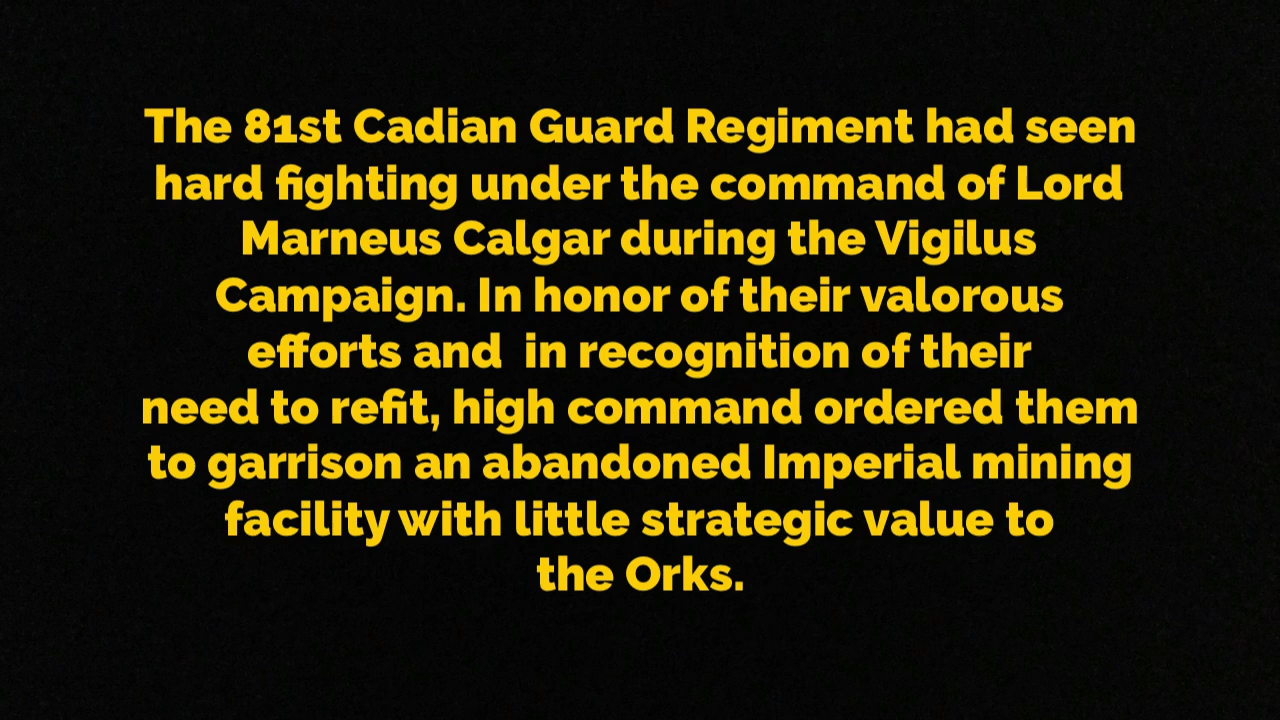 The 81st Cadian Guard Regiment had seen
hard fighting under the command of Lord
Marneus Calgar during the Vigilus
Campaign. In honor of their valorous
efforts and  in recognition of their
need to refit, high command ordered them
to garrison an abandoned Imperial mining
facility with little strategic value to
the Orks.